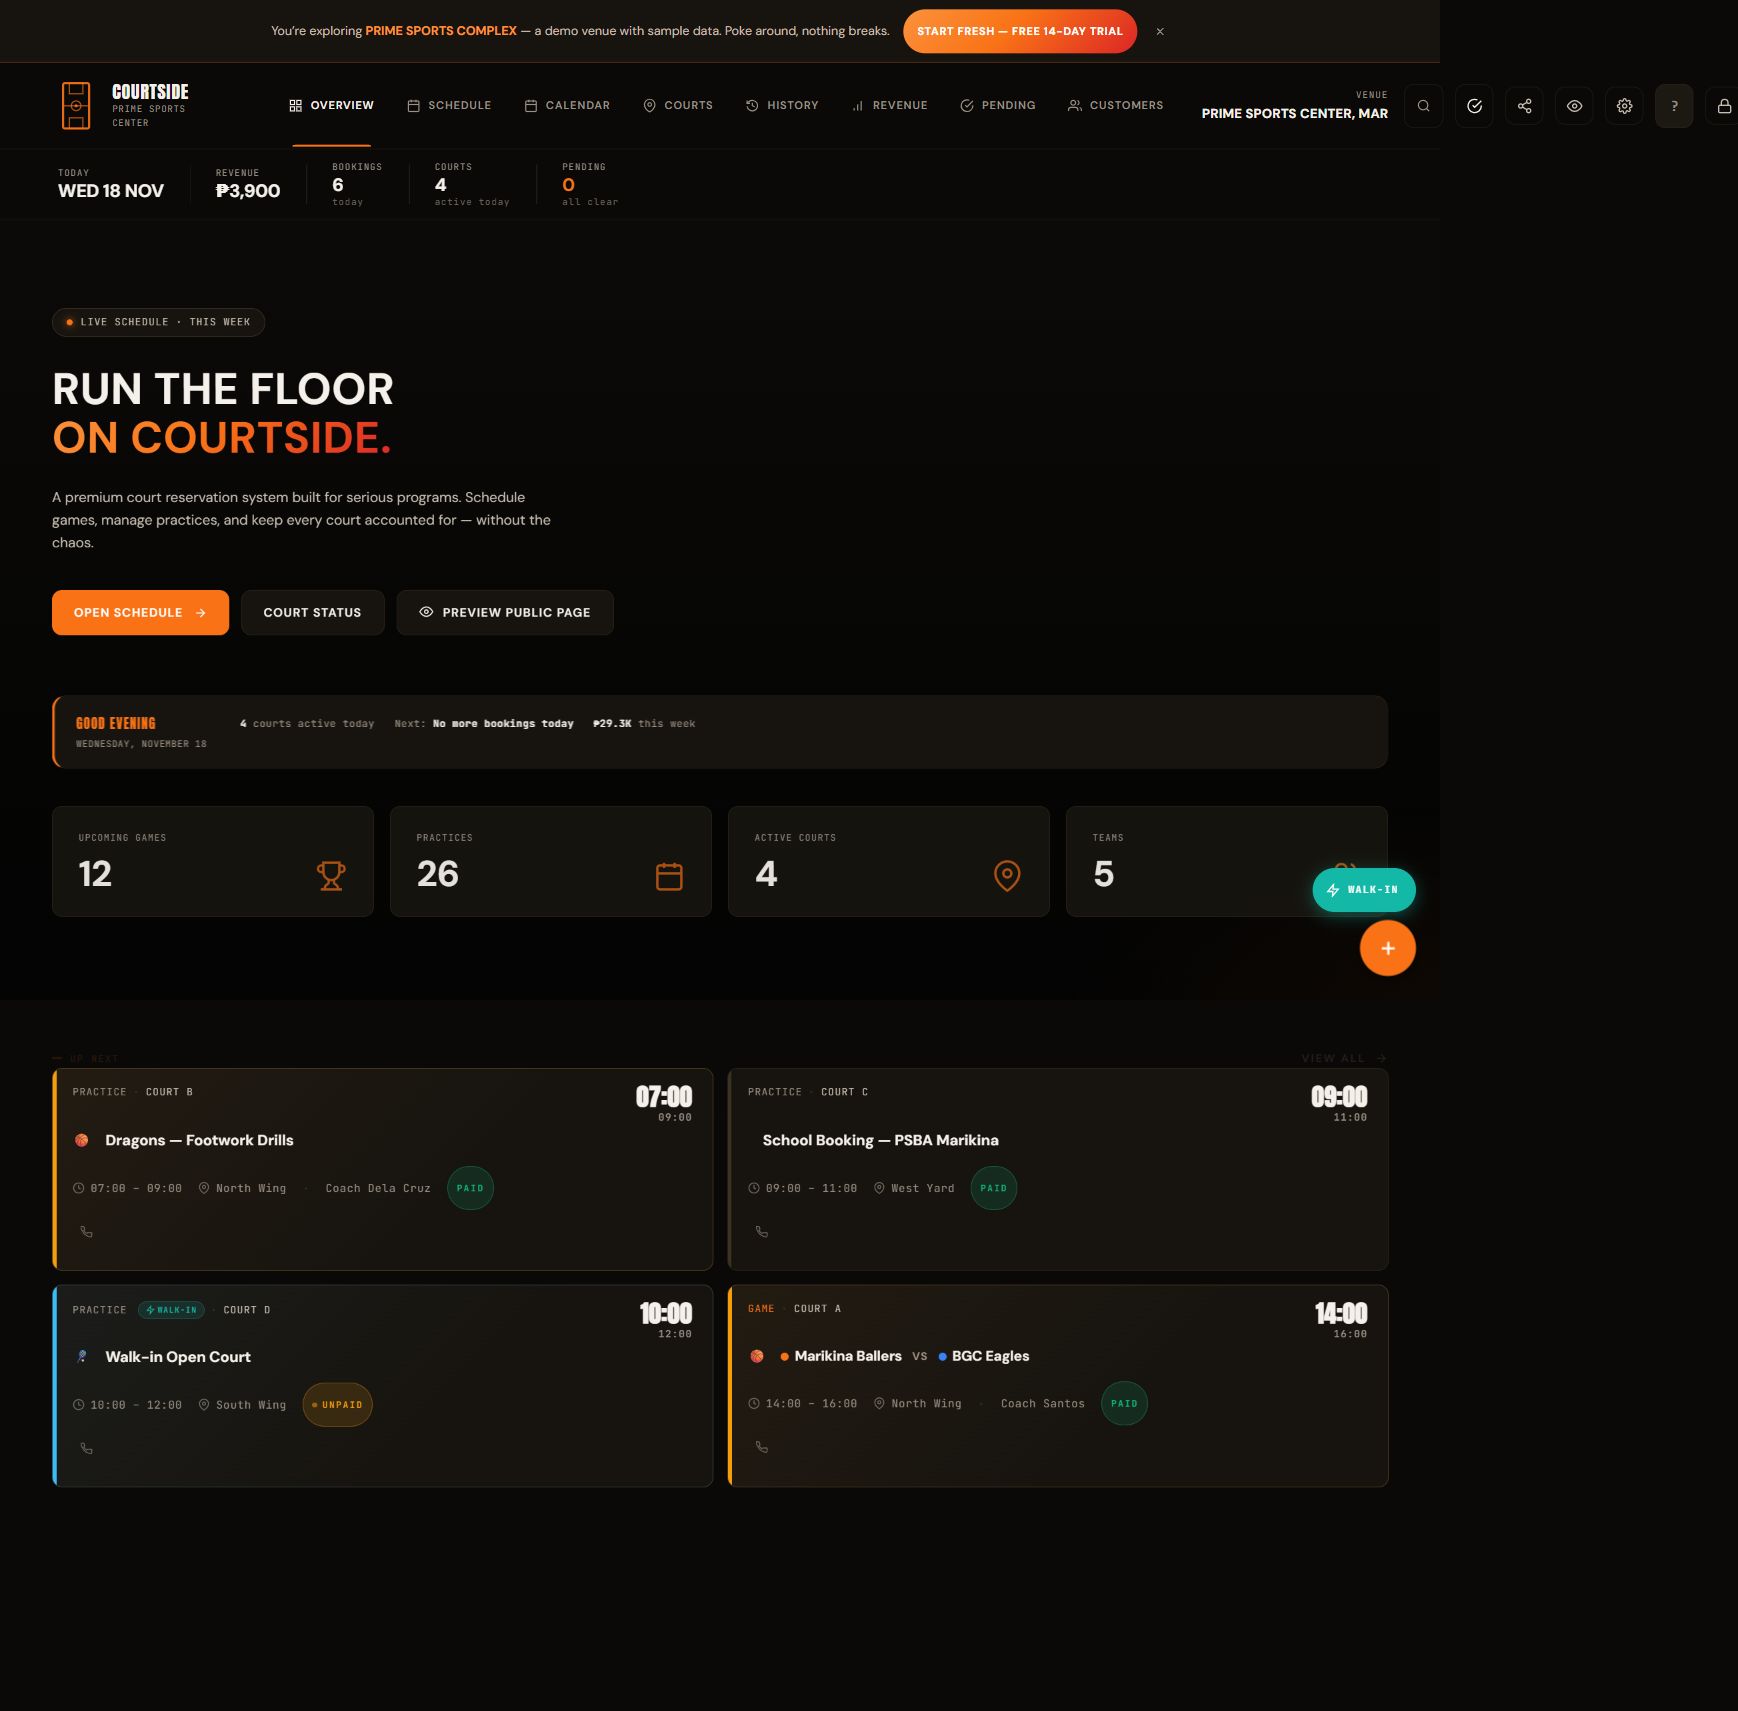 You're exploring PRIME SPORTS COMPLEX — a demo venue with sample data. Poke around, nothing breaks.
START FRESH — FREE 14-DAY TRIAL
×
COURTSIDE
PRIME SPORTS
CENTER
OVERVIEW
SCHEDULE
CALENDAR
COURTS
HISTORY
REVENUE
PENDING
CUSTOMERS
VENUE
PRIME SPORTS CENTER, MAR
?
TODAY
WED 18 NOV
REVENUE
₱3,900
BOOKINGS
6
today
COURTS
4
active today
PENDING
0
all clear
LIVE SCHEDULE · THIS WEEK
RUN THE FLOOR
ON COURTSIDE.
A premium court reservation system built for serious programs. Schedule
games, manage practices, and keep every court accounted for — without the
chaos.
OPEN SCHEDULE →
COURT STATUS
PREVIEW PUBLIC PAGE
GOOD EVENING
WEDNESDAY, NOVEMBER 18
4 courts active today
Next: No more bookings today
₱29.3K this week
UPCOMING GAMES
12
PRACTICES
26
ACTIVE COURTS
4
TEAMS
5
WALK-IN
+
— UP NEXT
VIEW ALL →
PRACTICE · COURT B
07:00
09:00
Dragons — Footwork Drills
07:00 – 09:00
North Wing · Coach Dela Cruz
PAID
PRACTICE · COURT C
09:00
11:00
School Booking — PSBA Marikina
09:00 – 11:00
West Yard
PAID
PRACTICE
WALK-IN
· COURT D
10:00
12:00
Walk-in Open Court
10:00 – 12:00
South Wing
UNPAID
GAME · COURT A
14:00
16:00
Marikina Ballers VS BGC Eagles
14:00 – 16:00
North Wing · Coach Santos
PAID